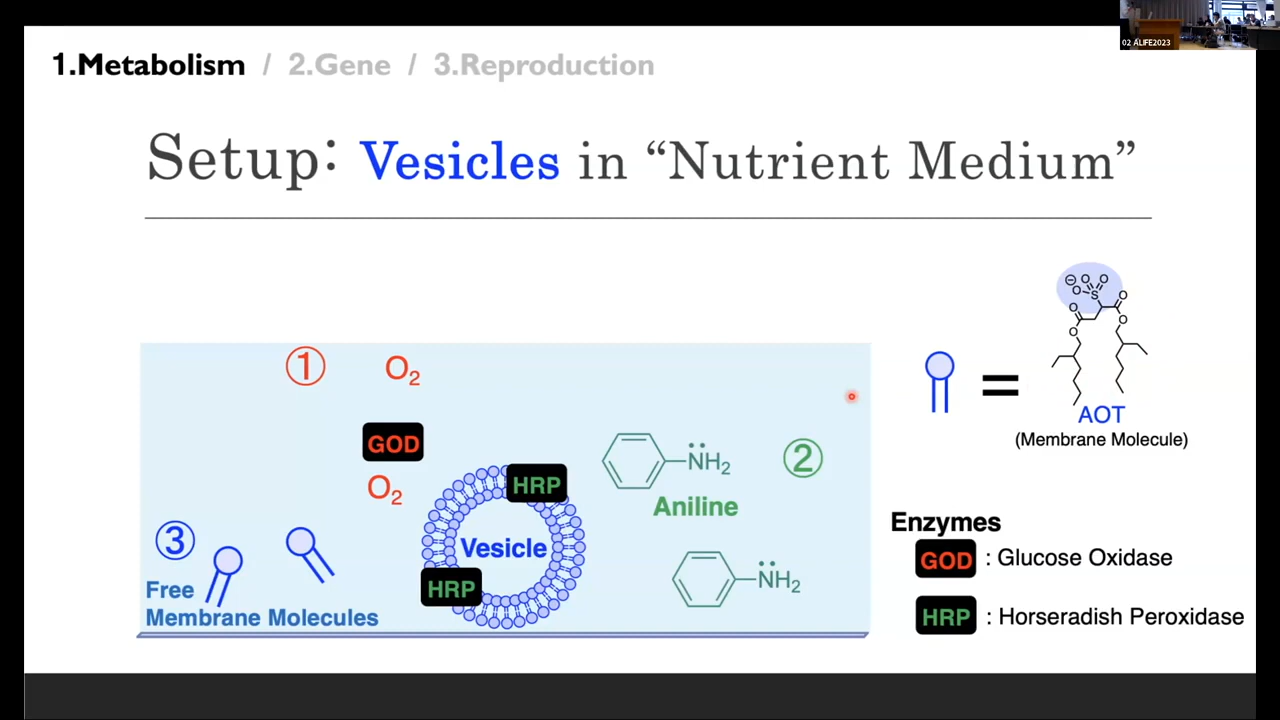 02 ALIFE2023
1.Metabolism / 2.Gene / 3.Reproduction
Setup: Vesicles in “Nutrient Medium”
① O₂
GOD
O₂
HRP
Vesicle
HRP
NH₂
②
Aniline
NH₂
③
Free
Membrane Molecules
=
⊖ O O O
S
O O
O O
AOT
(Membrane Molecule)
Enzymes
GOD : Glucose Oxidase
HRP : Horseradish Peroxidase